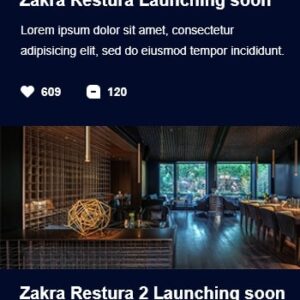 Zakra Restura Launching soon
Lorem ipsum dolor sit amet, consectetur
adipisicing elit, sed do eiusmod tempor incididunt.
609 120
Zakra Restura 2 Launching soon